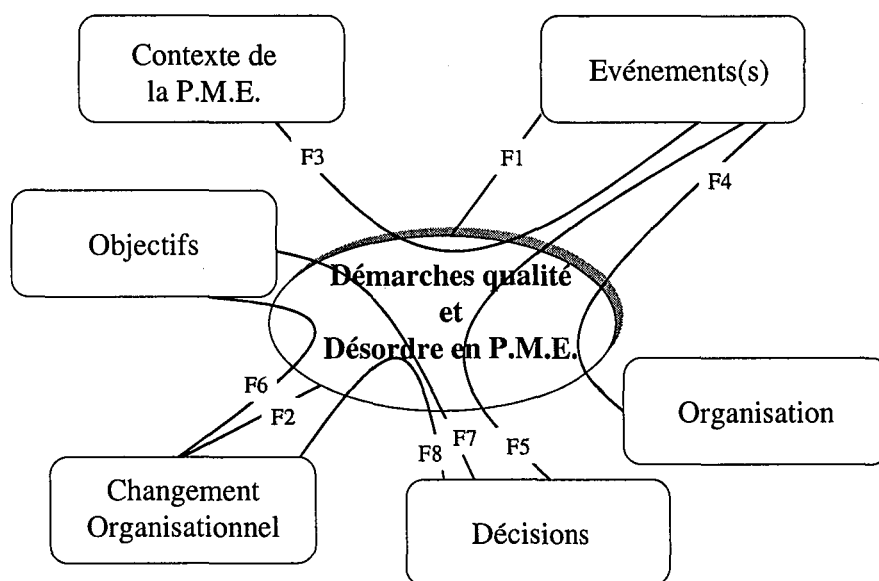 Contexte de
la P.M.E.
Evénements(s)
F3
F1
F4
Objectifs
Démarches qualité
et
Désordre en P.M.E.
F6
F2
Organisation
F8
F7
F5
Changement
Organisationnel
Décisions